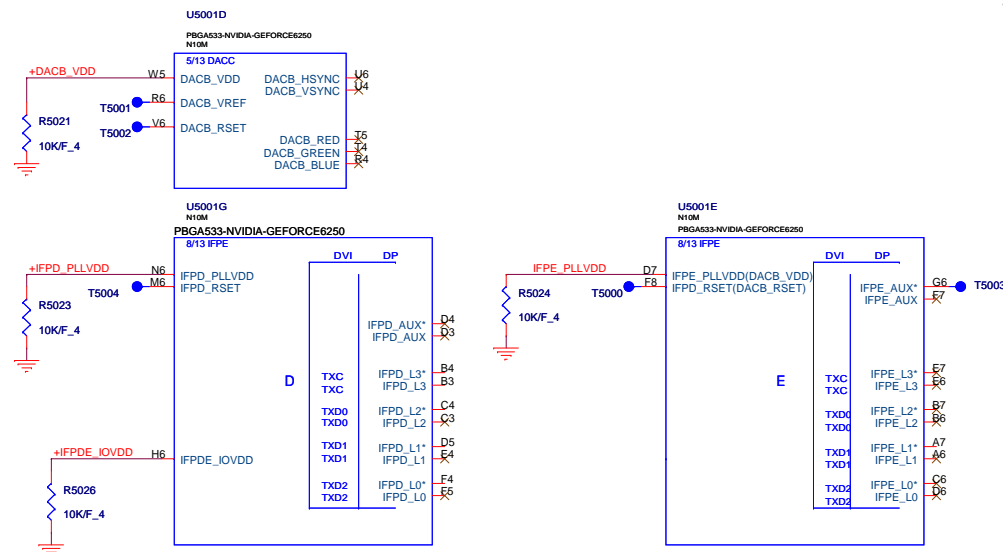 U5001D
PBGA533-NVIDIA-GEFORCE6250
N10M
5/13 DACC
+DACB_VDD
W5
DACB_VDD
DACB_HSYNC
U6
DACB_VSYNC
U4
T5001
R6
DACB_VREF
T5002
V6
DACB_RSET
R5021
10K/F_4
DACB_RED
T5
DACB_GREEN
T4
DACB_BLUE
R4
U5001G
N10M
PBGA533-NVIDIA-GEFORCE6250
8/13 IFPE
DVI DP
+IFPD_PLLVDD
N6
IFPD_PLLVDD
T5004
M6
IFPD_RSET
R5023
10K/F_4
IFPD_AUX*
D4
IFPD_AUX
D3
D
TXC
IFPD_L3*
B4
TXC
IFPD_L3
B3
TXD0
IFPD_L2*
C4
TXD0
IFPD_L2
C3
TXD1
IFPD_L1*
D5
TXD1
IFPD_L1
E4
TXD2
IFPD_L0*
F4
TXD2
IFPD_L0
E5
+IFPDE_IOVDD
H6
IFPDE_IOVDD
R5026
10K/F_4
U5001E
N10M
PBGA533-NVIDIA-GEFORCE6250
8/13 IFPE
DVI DP
IFPE_PLLVDD
D7
IFPE_PLLVDD(DACB_VDD)
T5000
F8
IFPD_RSET(DACB_RSET)
R5024
10K/F_4
IFPE_AUX*
G6
T5003
IFPE_AUX
F7
E
TXC
IFPE_L3*
E7
TXC
IFPE_L3
E6
TXD0
IFPE_L2*
B7
TXD0
IFPE_L2
B6
TXD1
IFPE_L1*
A7
TXD1
IFPE_L1
A6
TXD2
IFPE_L0*
C6
TXD2
IFPE_L0
D6